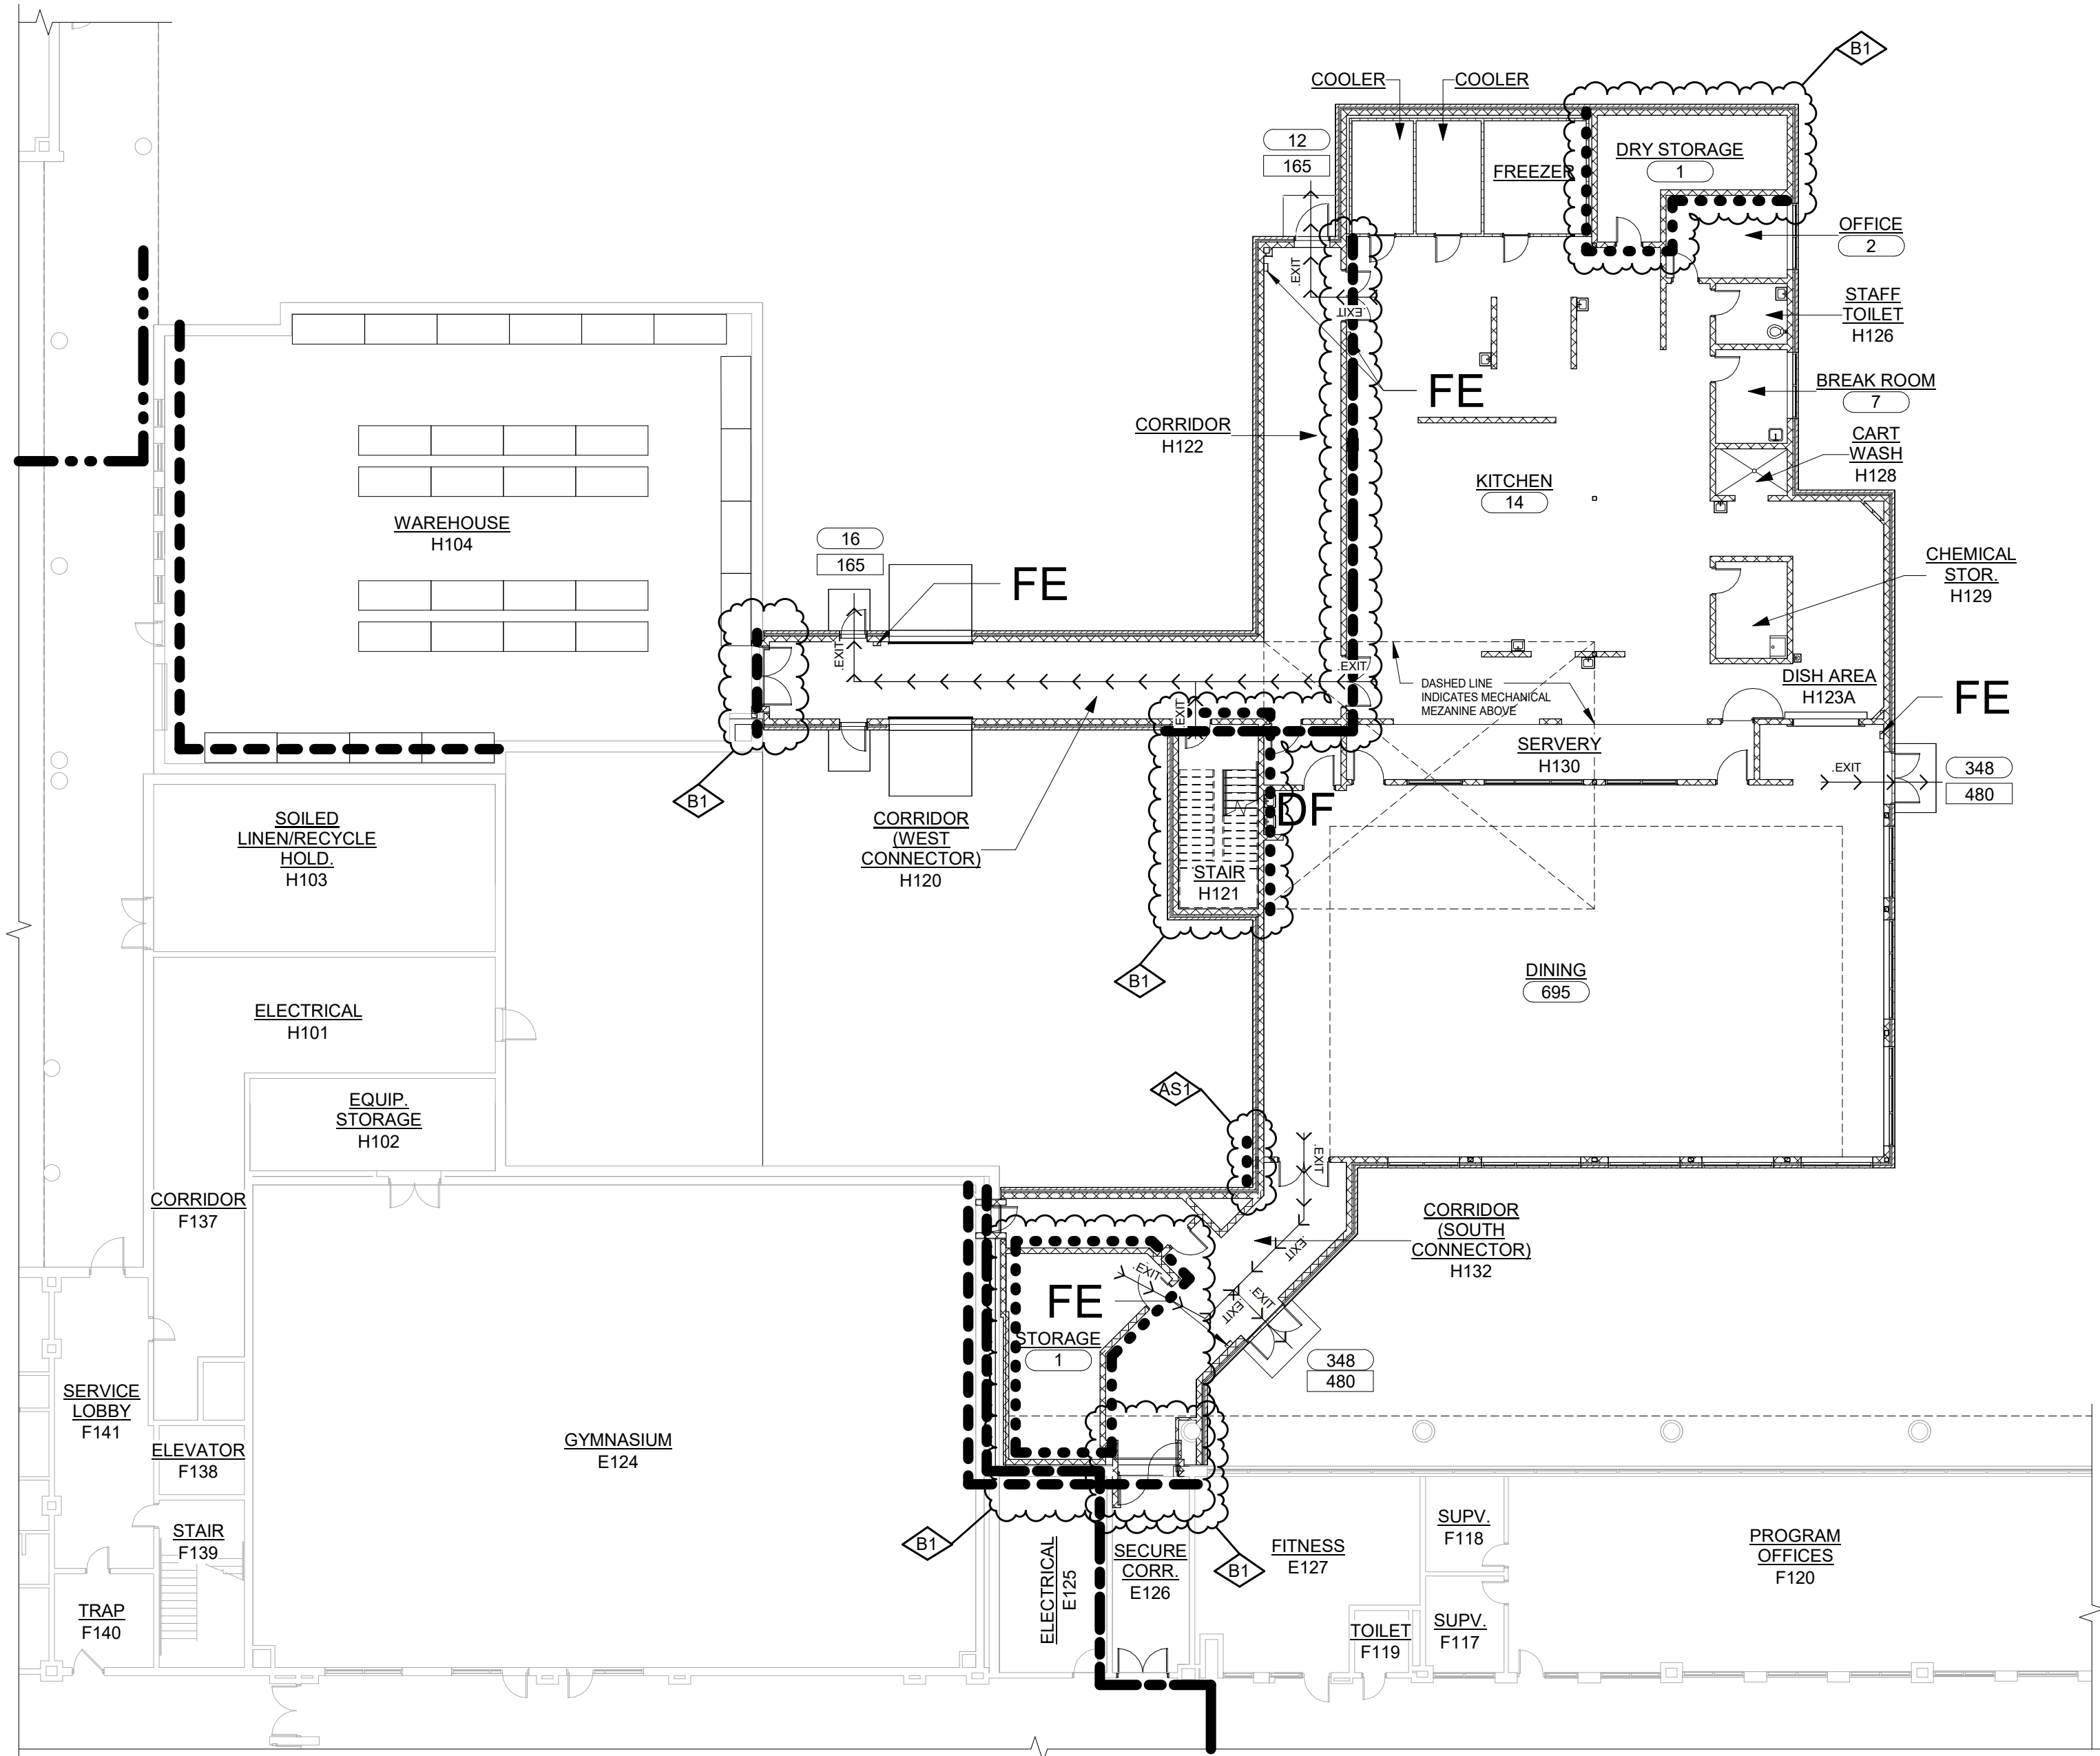 B1
COOLER
COOLER
12
165
FREEZER
DRY STORAGE
1
OFFICE
2
.EXIT
.EXIT
STAFF
TOILET
H126
FE
BREAK ROOM
7
CORRIDOR
H122
CART
WASH
H128
KITCHEN
14
WAREHOUSE
H104
16
165
FE
CHEMICAL
STOR.
H129
.EXIT
.EXIT
DASHED LINE
INDICATES MECHANICAL
MEZANINE ABOVE
DISH AREA
H123A
FE
EXIT
SERVERY
H130
.EXIT
348
480
B1
DF
CORRIDOR
(WEST
CONNECTOR)
H120
SOILED
LINEN/RECYCLE
HOLD.
H103
STAIR
H121
B1
DINING
695
ELECTRICAL
H101
EQUIP.
STORAGE
H102
AS1
.EXIT
CORRIDOR
F137
CORRIDOR
(SOUTH
CONNECTOR)
H132
.EXIT
.EXIT
.EXIT
.EXIT
FE
STORAGE
1
348
480
SERVICE
LOBBY
F141
ELEVATOR
F138
GYMNASIUM
E124
STAIR
F139
B1
ELECTRICAL
E125
SECURE
CORR.
E126
B1
FITNESS
E127
SUPV.
F118
PROGRAM
OFFICES
F120
TRAP
F140
TOILET
F119
SUPV.
F117